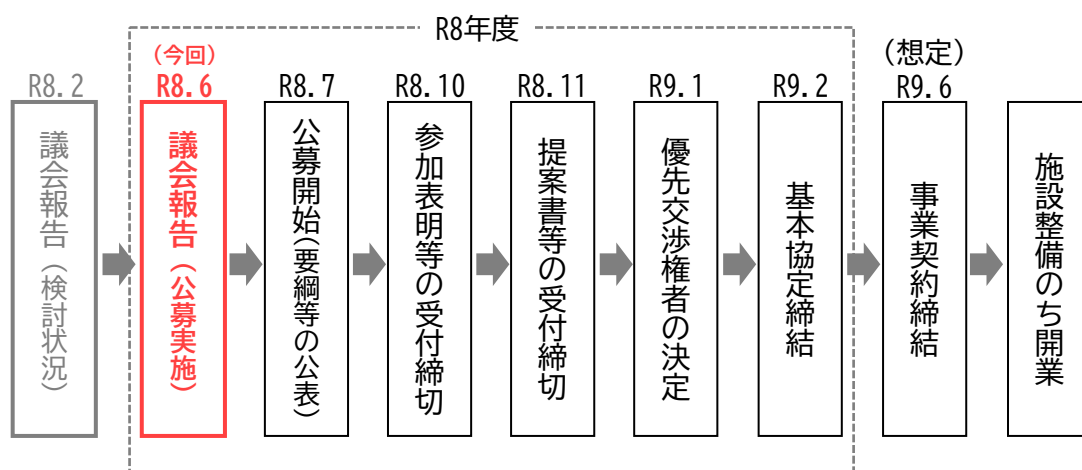 R8年度
R8.2
議会報告（検討状況）
（今回）
R8.6
議会報告（公募実施）
R8.7
公募開始(要綱等の公表)
R8.10
参加表明等の受付締切
R8.11
提案書等の受付締切
R9.1
優先交渉権者の決定
R9.2
基本協定締結
（想定）
R9.6
事業契約締結
施設整備のち開業